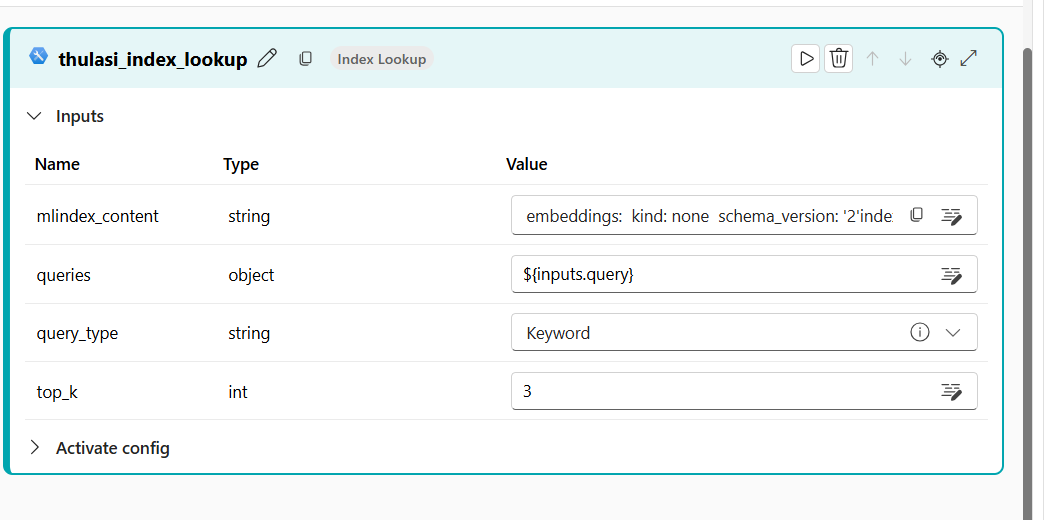 thulasi_index_lookup Index Lookup
Inputs
Name Type Value
mlindex_content string embeddings: kind: none schema_version: '2'inde
queries object ${inputs.query}
query_type string Keyword
top_k int 3
Activate config